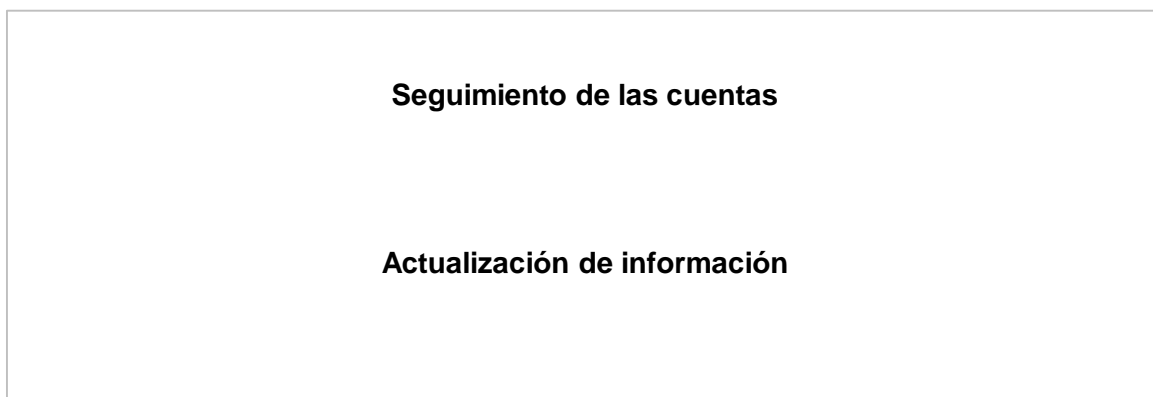 Seguimiento de las cuentas
Actualización de información